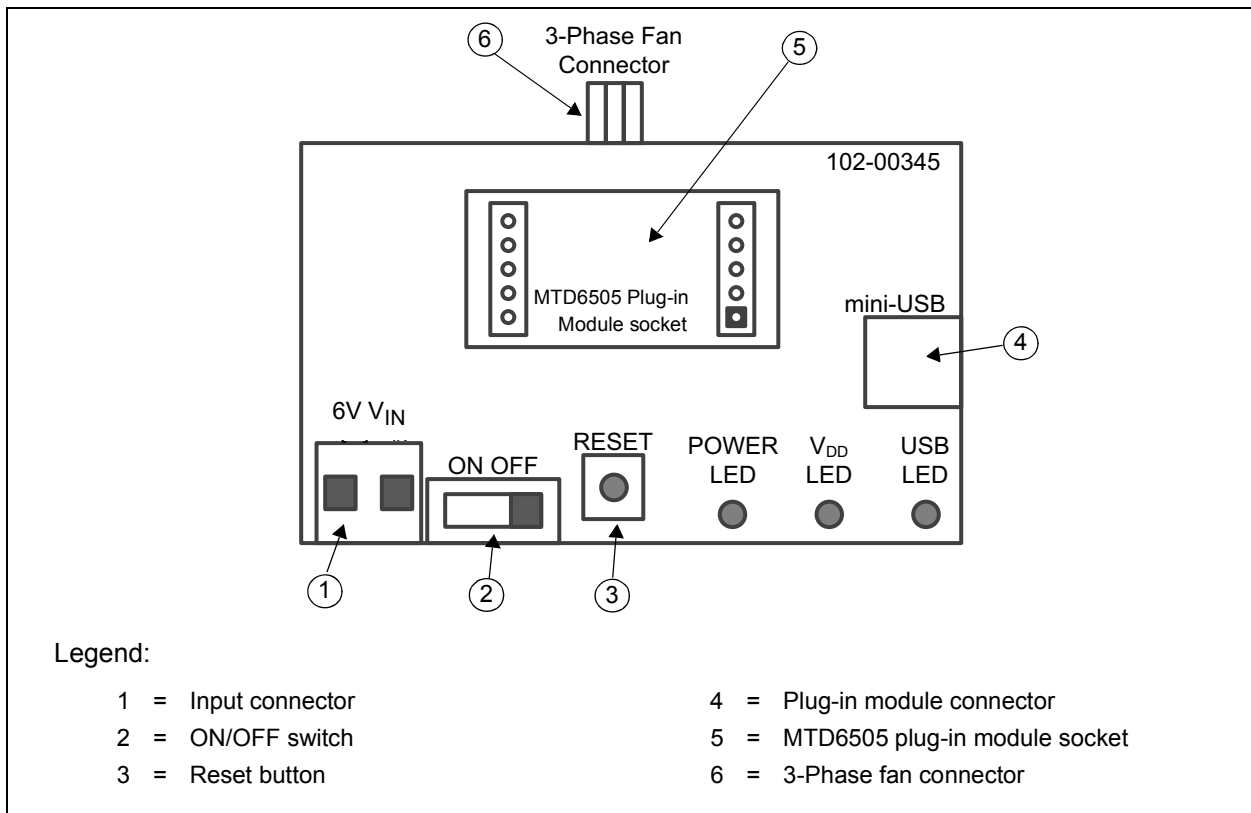 6
3-Phase Fan
Connector
5
102-00345
MTD6505 Plug-in
Module socket
mini-USB
4
6V VIN
ON OFF
RESET
POWER
LED
VDD
LED
USB
LED
1
2
3
Legend:
1 = Input connector
2 = ON/OFF switch
3 = Reset button
4 = Plug-in module connector
5 = MTD6505 plug-in module socket
6 = 3-Phase fan connector